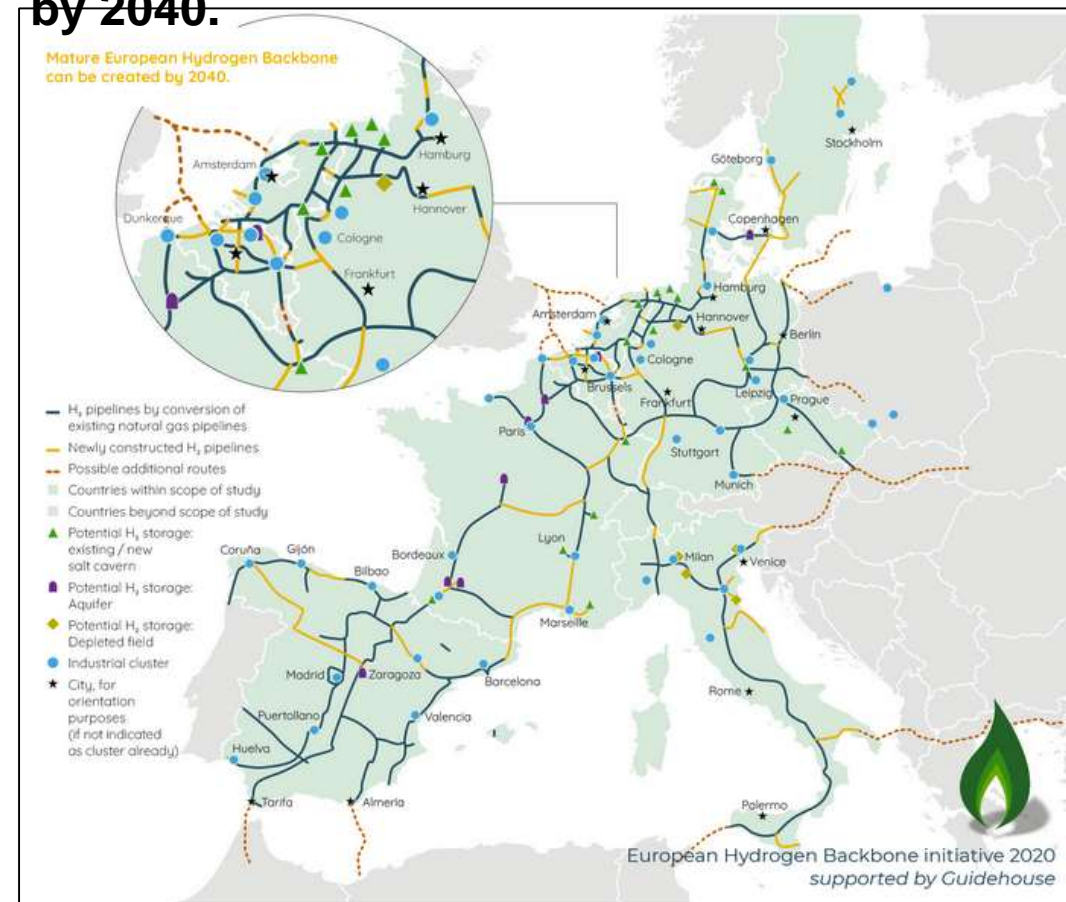 by 2040.
Mature European Hydrogen Backbone
can be created by 2040.
Amsterdam
Hamburg
Hannover
Dunkerque
Cologne
Frankfurt
Stockholm
Göteborg
Copenhagen
Hamburg
Amsterdam
Hannover
Berlin
Cologne
Brussels
Leipzig
Prague
Frankfurt
Paris
Stuttgart
Munich
H₂ pipelines by conversion of
existing natural gas pipelines
Newly constructed H₂ pipelines
Possible additional routes
Countries within scope of study
Countries beyond scope of study
Potential H₂ storage:
existing / new
salt cavern
Potential H₂ storage:
Aquifer
Potential H₂ storage:
Depleted field
Industrial cluster
City, for
orientation
purposes
(if not indicated
as cluster already)
Coruña
Gijón
Bilbao
Bordeaux
Lyon
Milan
Venice
Marseille
Madrid
Zaragoza
Barcelona
Puertollano
Valencia
Huelva
Rome
Tarifa
Almeria
Palermo
European Hydrogen Backbone initiative 2020
supported by Guidehouse